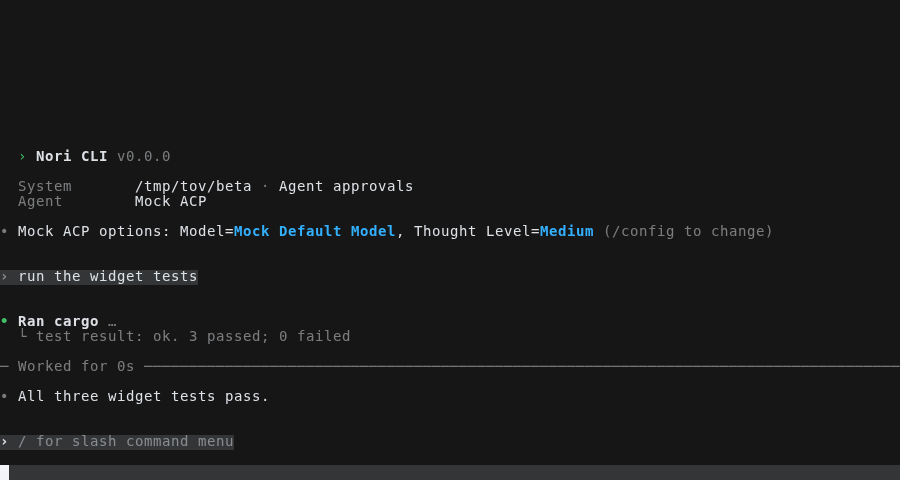 › Nori CLI v0.0.0
System /tmp/tov/beta · Agent approvals
Agent Mock ACP
• Mock ACP options: Model=Mock Default Model, Thought Level=Medium (/config to change)
› run the widget tests
• Ran cargo …
└ test result: ok. 3 passed; 0 failed
─ Worked for 0s ─────────────────────────────────────────────────────────────────────────────────────
• All three widget tests pass.
› / for slash command menu